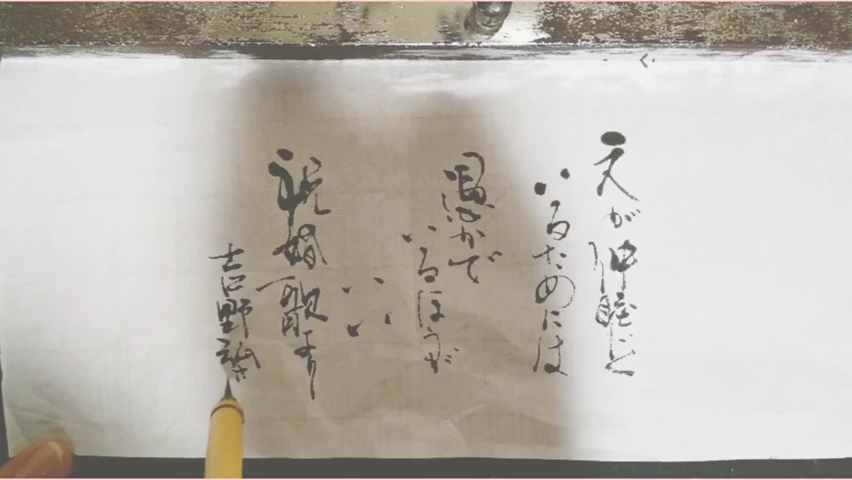 二人が仲睦じく
いるためには
愚かで
いるほうが
いい
祝婚歌より
吉野弘